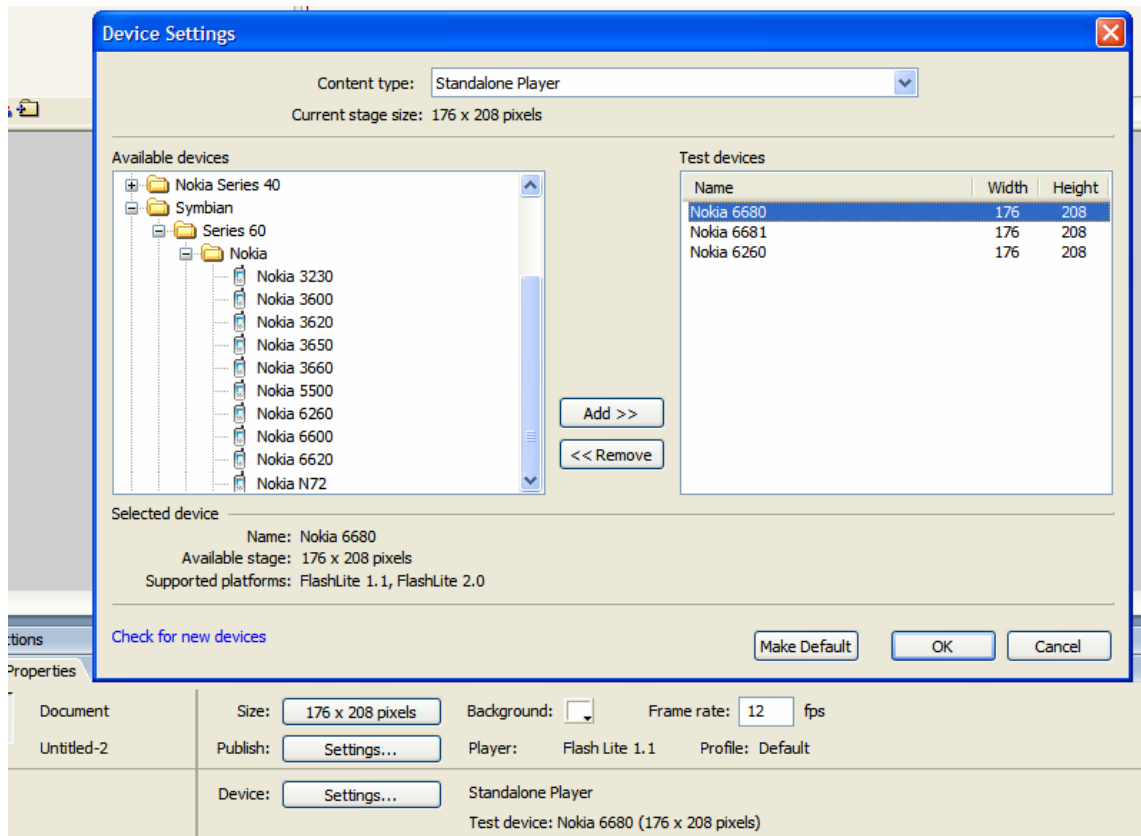 Device Settings
Content type: Standalone Player
Current stage size: 176 x 208 pixels
Available devices
Nokia Series 40
Symbian
Series 60
Nokia
Nokia 3230
Nokia 3600
Nokia 3620
Nokia 3650
Nokia 3660
Nokia 5500
Nokia 6260
Nokia 6600
Nokia 6620
Nokia N72
Add >>
<< Remove
Test devices
Name Width Height
Nokia 6680 176 208
Nokia 6681 176 208
Nokia 6260 176 208
Selected device
Name: Nokia 6680
Available stage: 176 x 208 pixels
Supported platforms: FlashLite 1.1, FlashLite 2.0
Check for new devices
Make Default OK Cancel
ctions
Properties
Document Size: 176 x 208 pixels Background: Frame rate: 12 fps
Untitled-2 Publish: Settings... Player: Flash Lite 1.1 Profile: Default
Device: Settings... Standalone Player
Test device: Nokia 6680 (176 x 208 pixels)